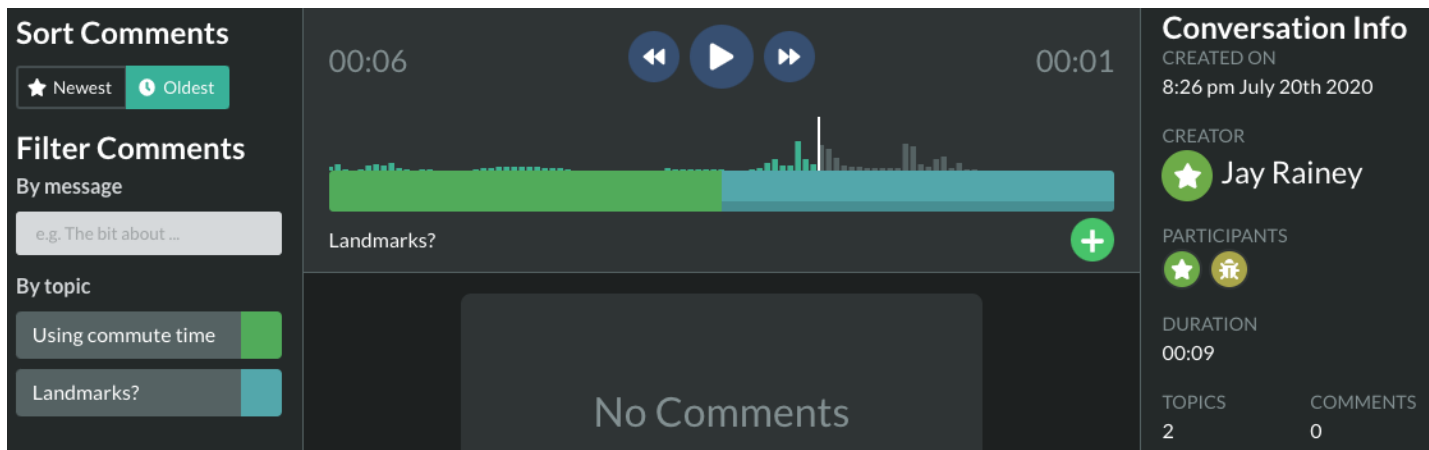 Sort Comments
Newest
Oldest
Filter Comments
By message
e.g. The bit about ...
By topic
Using commute time
Landmarks?
00:06
00:01
Landmarks?
No Comments
Conversation Info
CREATED ON
8:26 pm July 20th 2020
CREATOR
Jay Rainey
PARTICIPANTS
DURATION
00:09
TOPICS COMMENTS
2 0